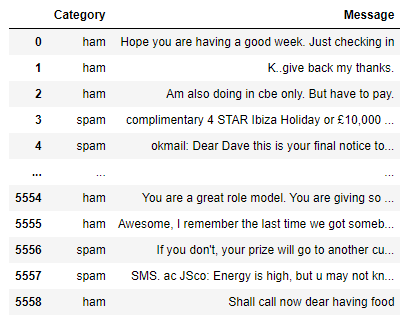 Category Message
0 ham Hope you are having a good week. Just checking in
1 ham K..give back my thanks.
2 ham Am also doing in cbe only. But have to pay.
3 spam complimentary 4 STAR Ibiza Holiday or £10,000 ...
4 spam okmail: Dear Dave this is your final notice to...
... ... ...
5554 ham You are a great role model. You are giving so ...
5555 ham Awesome, I remember the last time we got someb...
5556 spam If you don't, your prize will go to another cu...
5557 spam SMS. ac JSco: Energy is high, but u may not kn...
5558 ham Shall call now dear having food